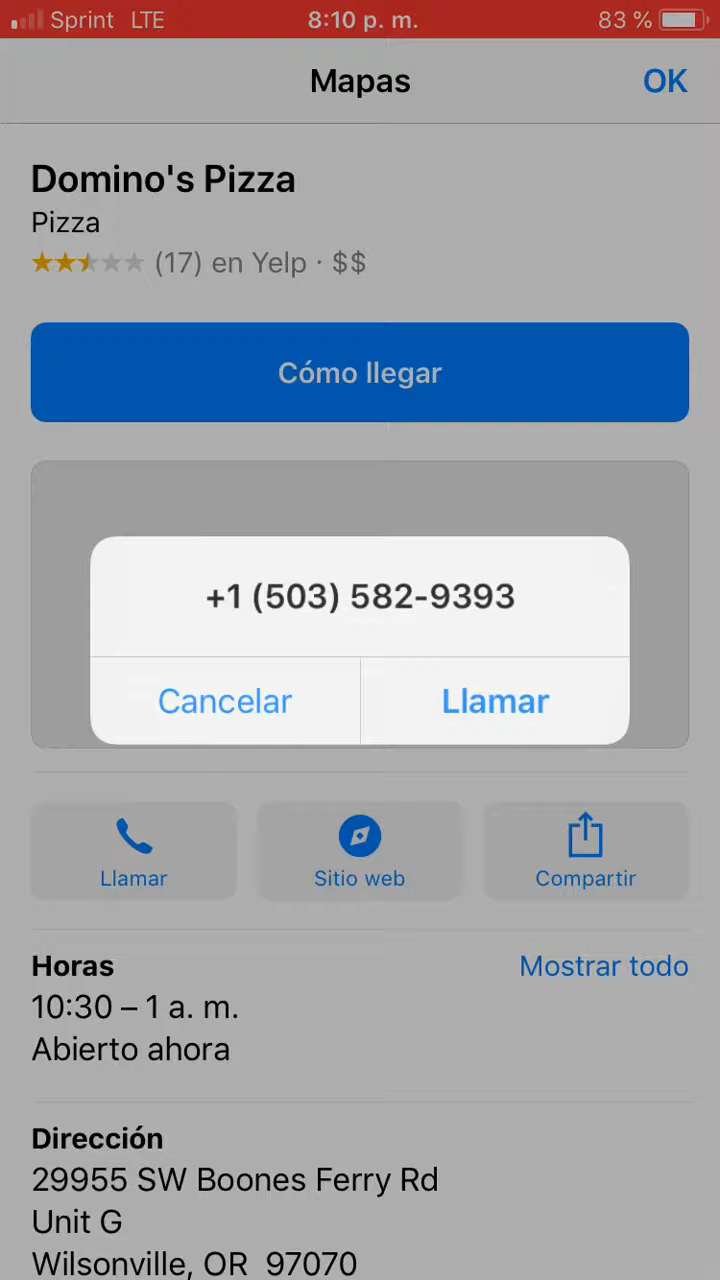 Sprint LTE 8:10 p. m. 83 %
Mapas OK
Domino's Pizza
Pizza
(17) en Yelp · $$
Cómo llegar
+1 (503) 582-9393
Cancelar Llamar
Llamar Sitio web Compartir
Horas Mostrar todo
10:30 – 1 a. m.
Abierto ahora
Dirección
29955 SW Boones Ferry Rd
Unit G
Wilsonville, OR 97070